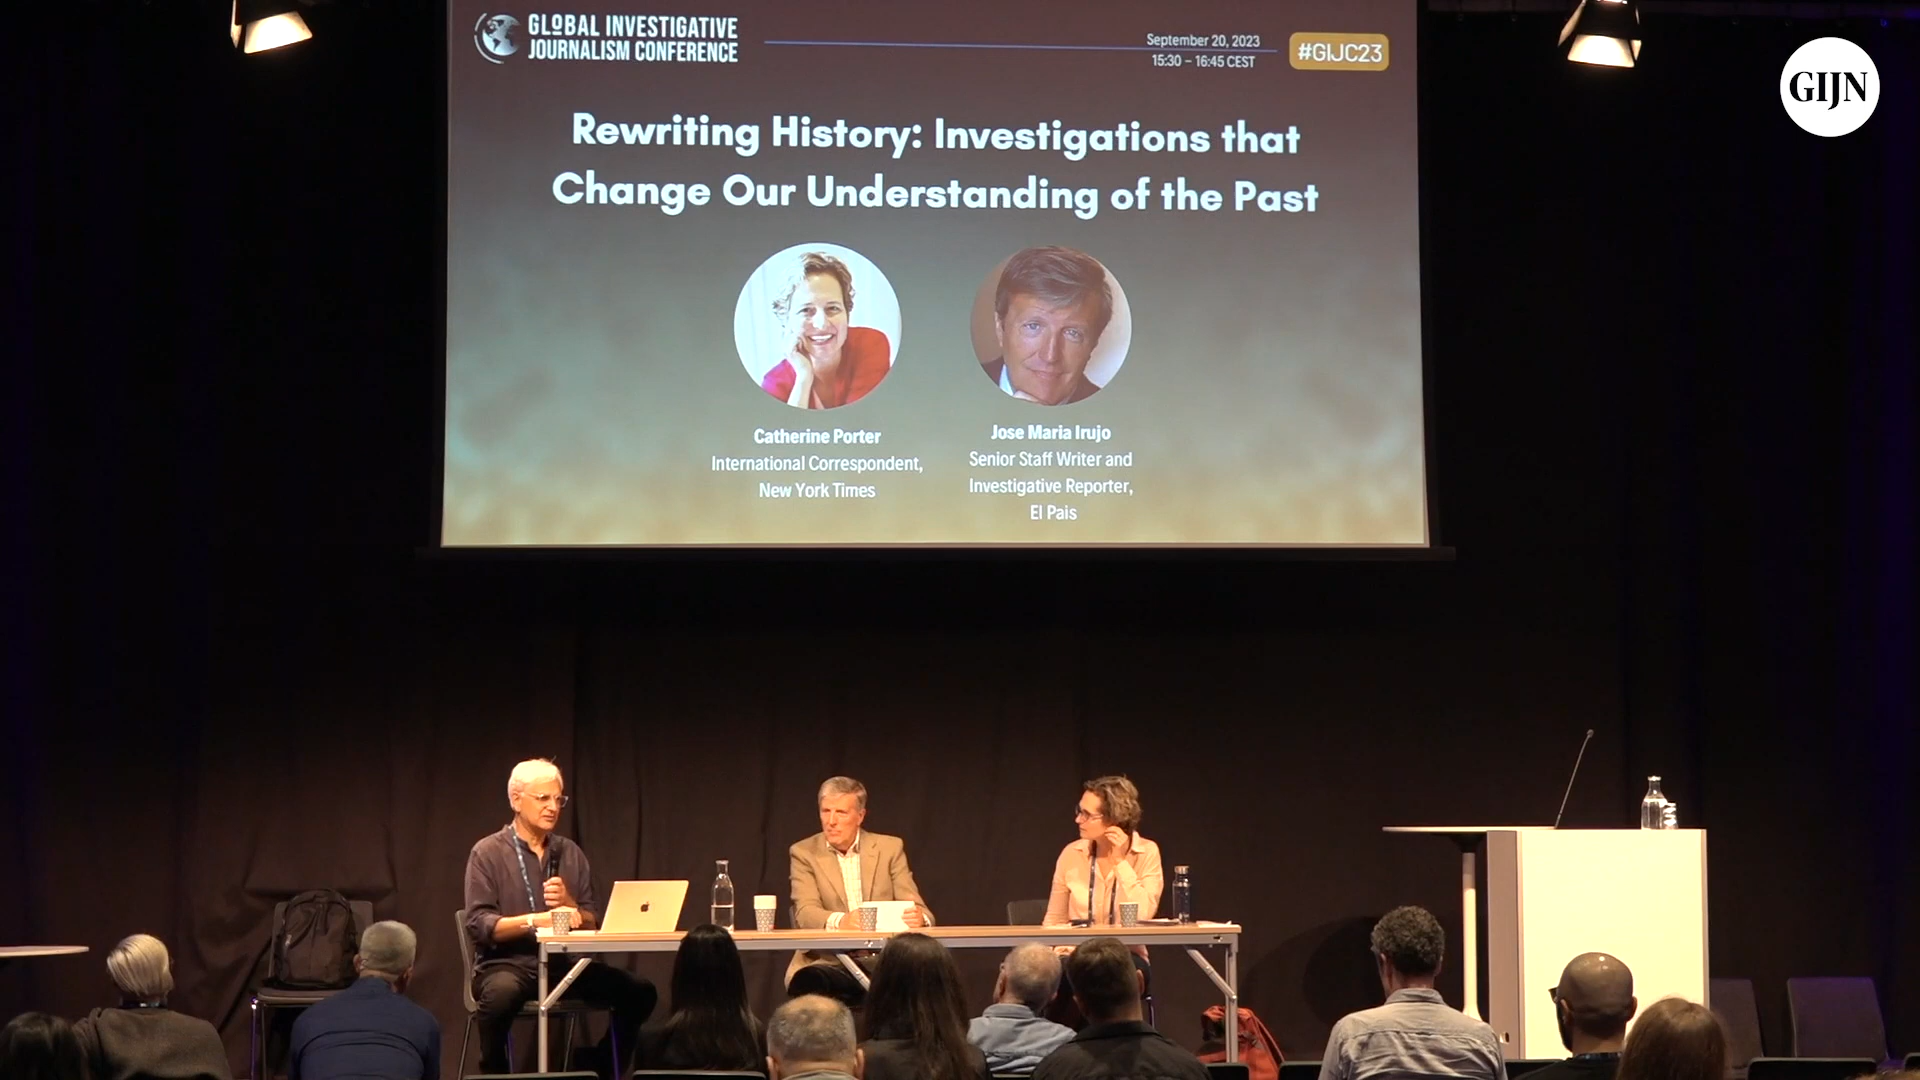 GLOBAL INVESTIGATIVE
JOURNALISM CONFERENCE
September 20, 2023
15:30 – 16:45 CEST
#GIJC23
GIJN
Rewriting History: Investigations that
Change Our Understanding of the Past
Catherine Porter
International Correspondent,
New York Times
Jose Maria Irujo
Senior Staff Writer and
Investigative Reporter,
El Pais